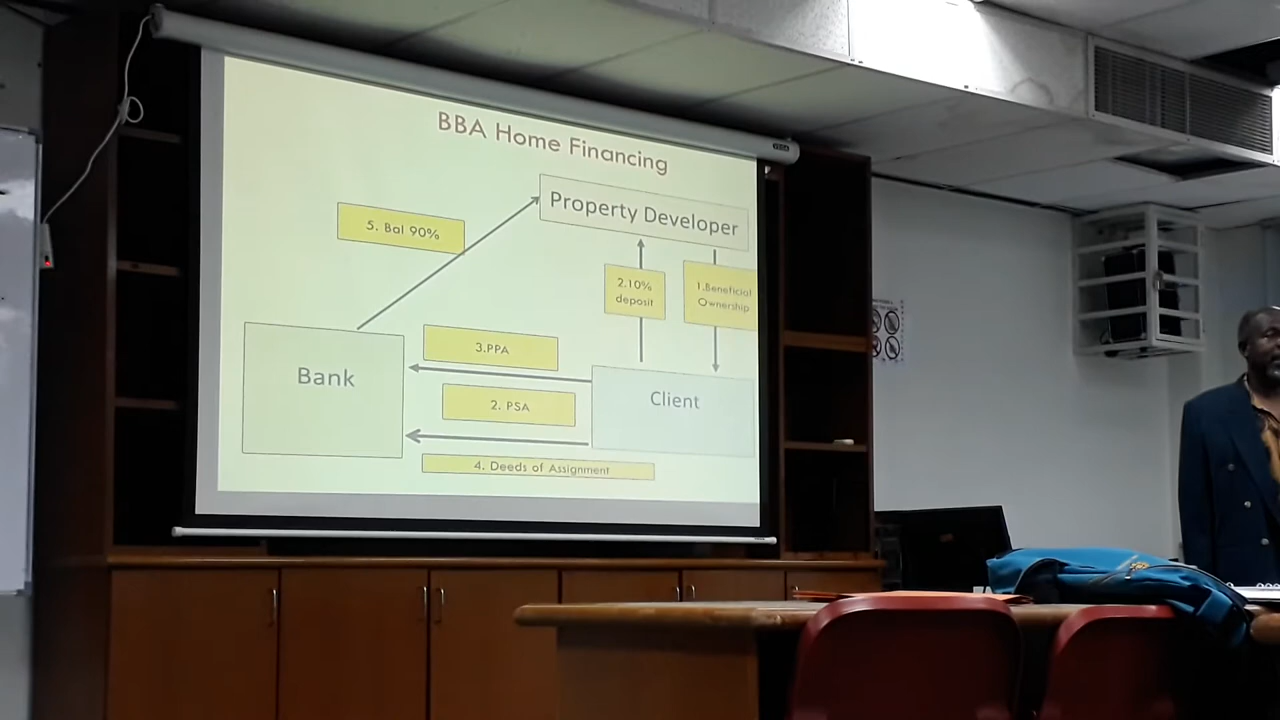 BBA Home Financing
Property Developer
5. Bal 90%
2.10%
deposit
1.Beneficial
Ownership
3.PPA
Bank
Client
2. PSA
4. Deeds of Assignment